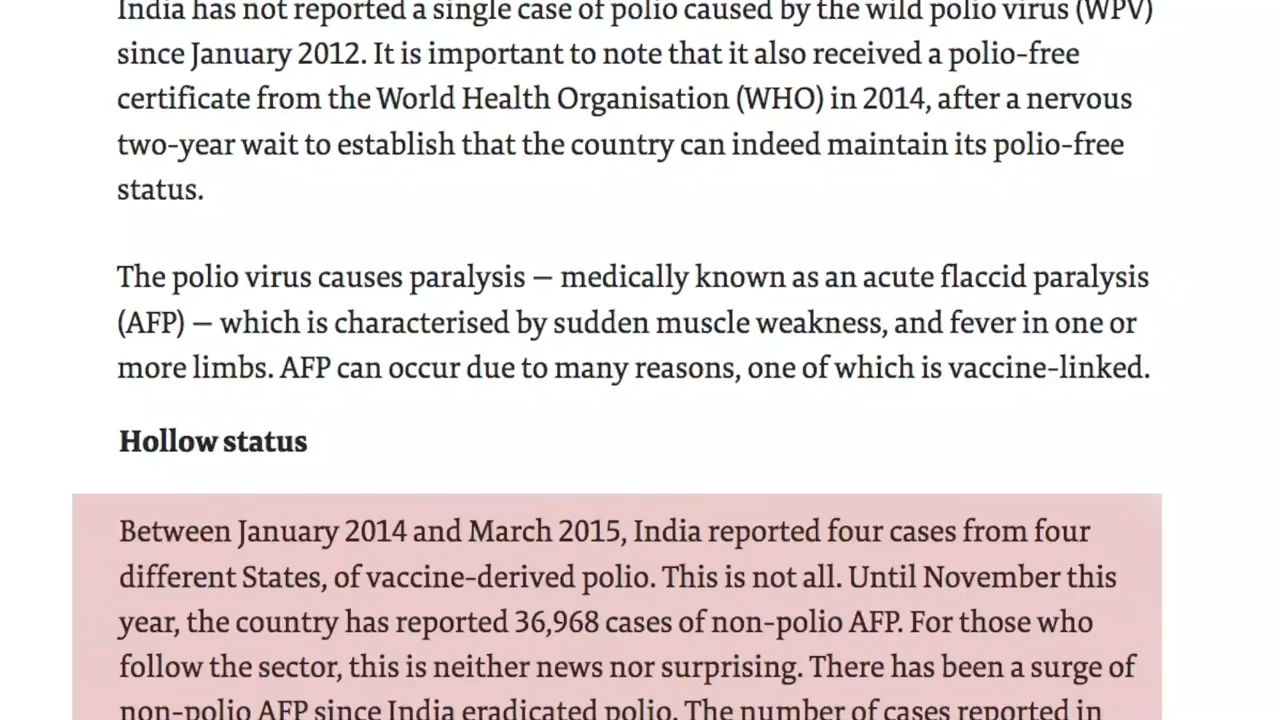 India has not reported a single case of polio caused by the wild polio virus (WPV)
since January 2012. It is important to note that it also received a polio-free
certificate from the World Health Organisation (WHO) in 2014, after a nervous
two-year wait to establish that the country can indeed maintain its polio-free
status.
The polio virus causes paralysis — medically known as an acute flaccid paralysis
(AFP) — which is characterised by sudden muscle weakness, and fever in one or
more limbs. AFP can occur due to many reasons, one of which is vaccine-linked.
Hollow status
Between January 2014 and March 2015, India reported four cases from four
different States, of vaccine-derived polio. This is not all. Until November this
year, the country has reported 36,968 cases of non-polio AFP. For those who
follow the sector, this is neither news nor surprising. There has been a surge of
non-polio AFP since India eradicated polio. The number of cases reported in